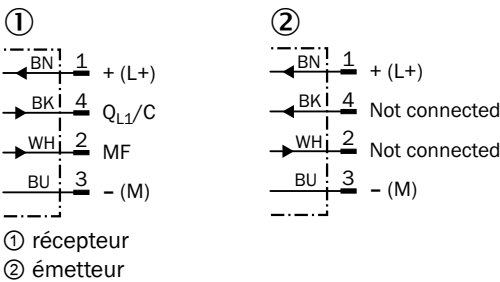 ①
BN 1 + (L+)
BK 4 QL1/C
WH 2 MF
BU 3 – (M)
②
BN 1 + (L+)
BK 4 Not connected
WH 2 Not connected
BU 3 – (M)
① récepteur
② émetteur